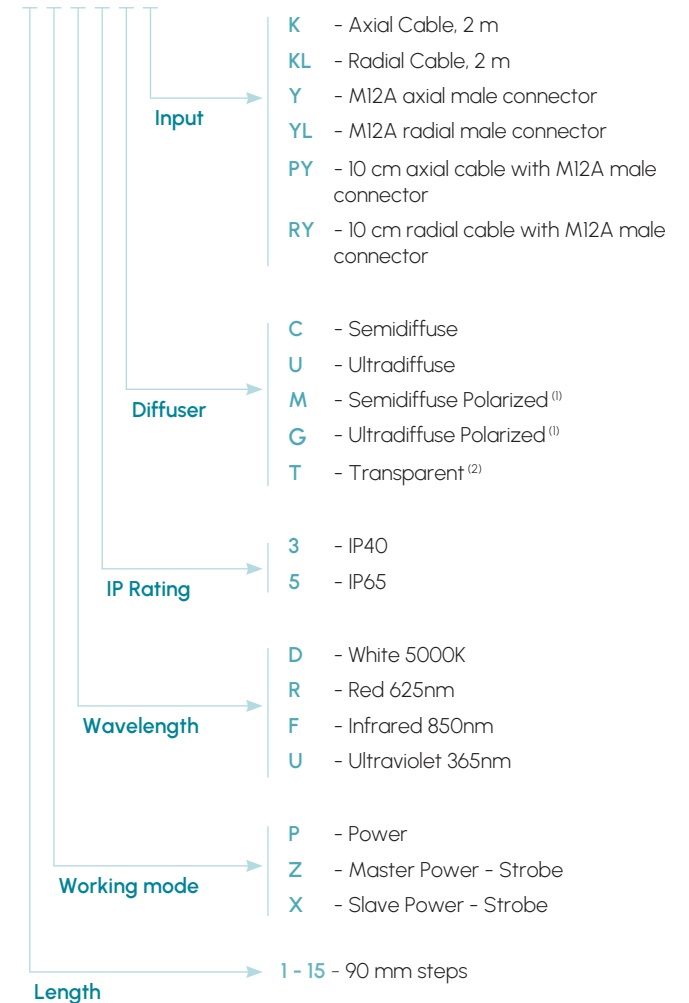 K - Axial Cable, 2 m
KL - Radial Cable, 2 m
Y - M12A axial male connector
Input
YL - M12A radial male connector
PY - 10 cm axial cable with M12A male
connector
RY - 10 cm radial cable with M12A male
connector
C - Semidiffuse
U - Ultradiffuse
Diffuser
M - Semidiffuse Polarized (1)
G - Ultradiffuse Polarized (1)
T - Transparent (2)
3 - IP40
IP Rating
5 - IP65
D - White 5000K
R - Red 625nm
Wavelength
F - Infrared 850nm
U - Ultraviolet 365nm
P - Power
Z - Master Power - Strobe
Working mode
X - Slave Power - Strobe
1 - 15 - 90 mm steps
Length